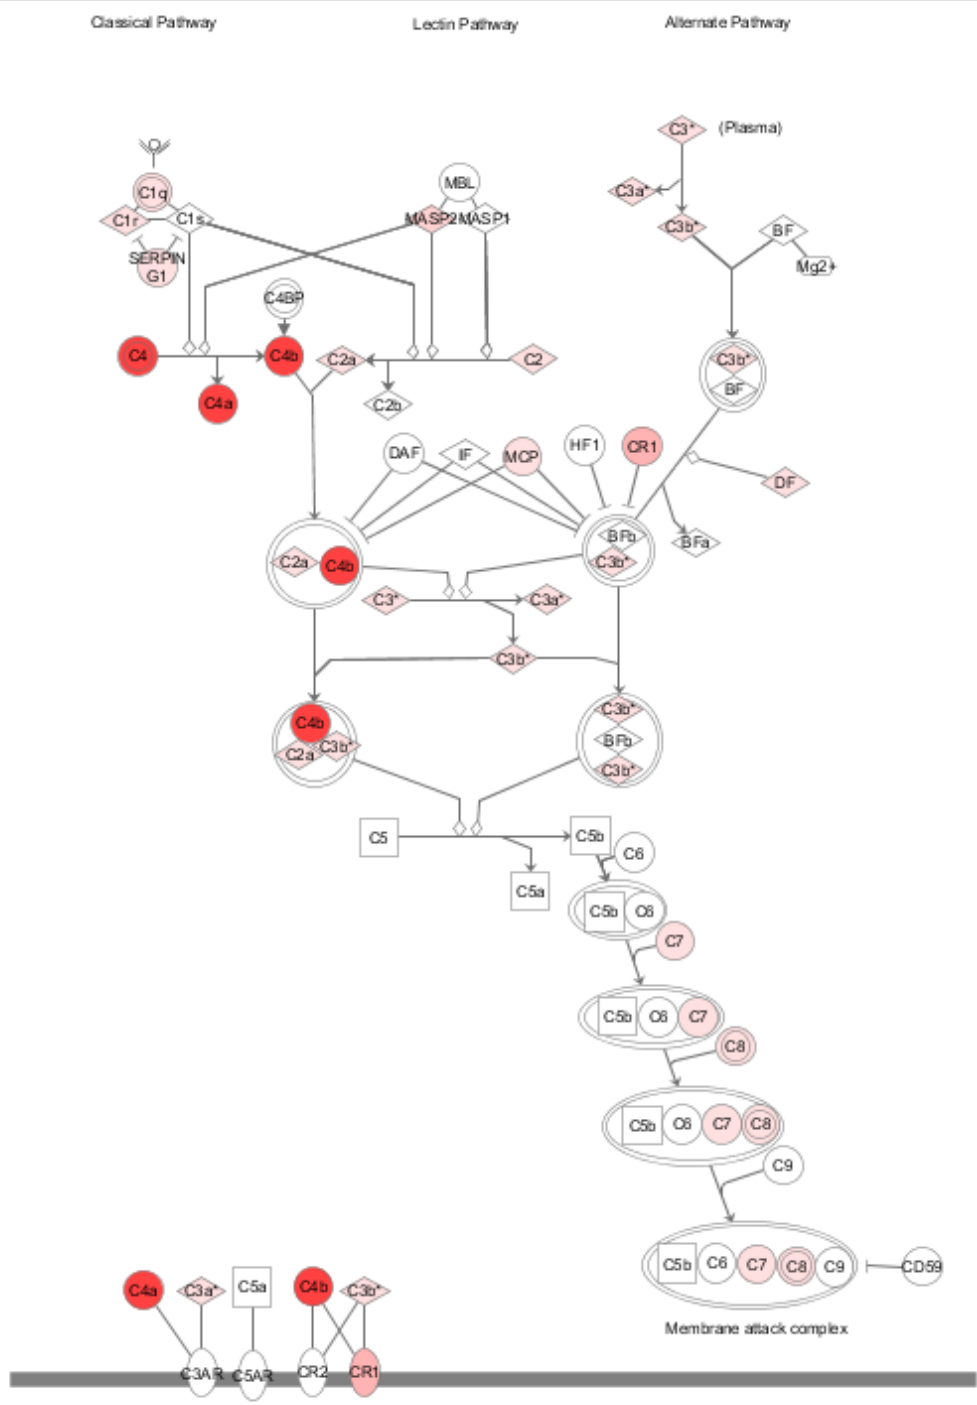 Classical Pathway
Lectin Pathway
Alternate Pathway
C3* (Plasma)
C1q
MBL
C3a*
C1r
C1s
MASP2
MASP1
C3b*
BF
SERPIN
G1
Mg2+
C4BP
C4
C4b
C2a
C2
C3b*
BF
C4a
C2b
DAF
IF
MCP
HF1
CR1
DF
BFb
BFa
C2a
C4b
C3b*
C3*
C3a*
C3b*
C4b
C3b*
C2a
C3b*
BFb
C3b*
C5
C5b
C6
C5a
C5b
C6
C7
C5b
C6
C7
C8
C5b
C6
C7
C8
C9
C5b
C6
C7
C8
C9
CD59
C4a
C3a*
C5a
C4b
C3b*
Membrane attack complex
C3AR
C5AR
CR2
CR1